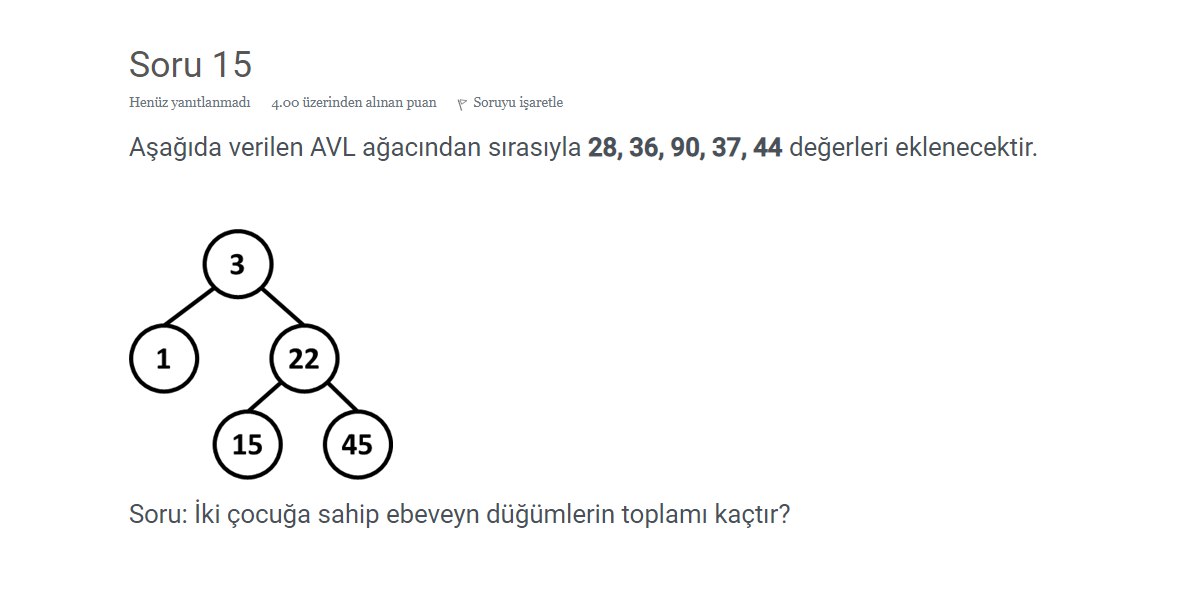 Soru 15
Henüz yanıtlanmadı 4.00 üzerinden alınan puan Soruyu işaretle
Aşağıda verilen AVL ağacından sırasıyla 28, 36, 90, 37, 44 değerleri eklenecektir.
3
1 22
15 45
Soru: İki çocuğa sahip ebeveyn düğümlerin toplamı kaçtır?